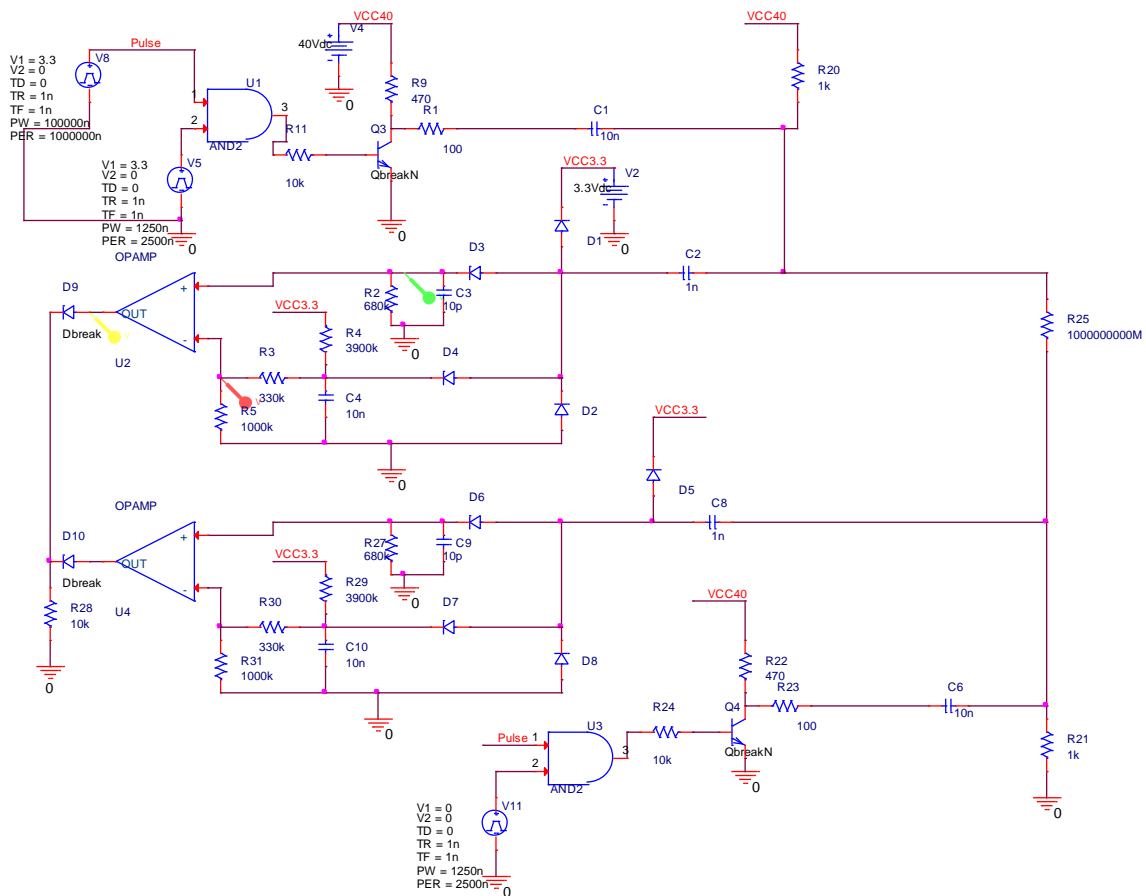 VCC40
V4
40Vdc
0
VCC40
R20
1k
Pulse
V8
V1 = 3.3
V2 = 0
TD = 0
TR = 1n
TF = 1n
PW = 100000n
PER = 1000000n
U1
1
2
3
AND2
R9
470
R1
100
C1
10n
Q3
QbreakN
0
R11
10k
V5
V1 = 3.3
V2 = 0
TD = 0
TR = 1n
TF = 1n
PW = 1250n
PER = 2500n
0
VCC3.3
V2
3.3Vdc
0
D1
OPAMP
D9
Dbreak
+
OUT
-
U2
D3
C2
1n
R2
680k
C3
10p
0
VCC3.3
R4
3900k
R3
330k
D4
V
R5
1000k
C4
10n
D2
0
R25
1000000000M
VCC3.3
D5
OPAMP
D10
Dbreak
+
OUT
-
U4
D6
C8
1n
R27
680k
C9
10p
0
VCC3.3
R29
3900k
R30
330k
D7
R28
10k
0
R31
1000k
C10
10n
D8
0
VCC40
R22
470
R23
100
C6
10n
Q4
QbreakN
0
R24
10k
U3
Pulse
1
2
3
AND2
R21
1k
0
V11
V1 = 0
V2 = 0
TD = 0
TR = 1n
TF = 1n
PW = 1250n
PER = 2500n
0